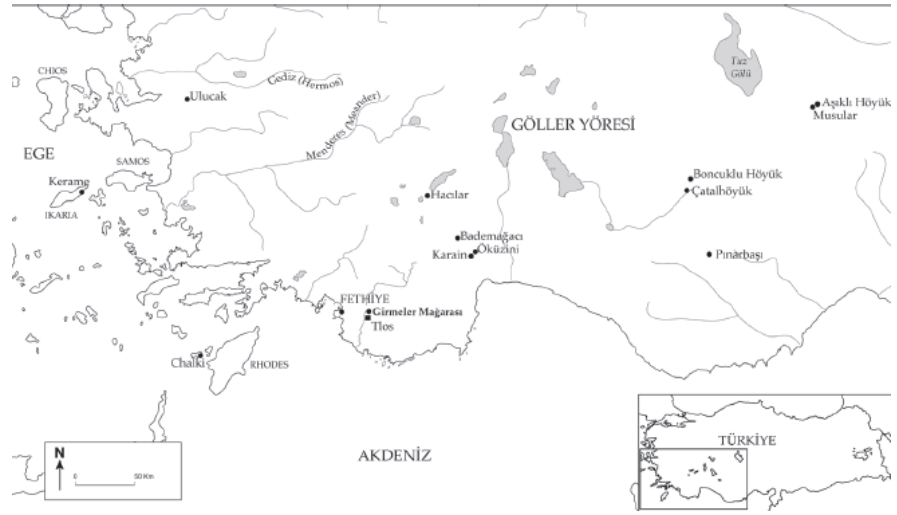 Tuz
Gölü
CHIOS
Gediz (Hermos)
Ulucak
Aşıklı Höyük
Musular
Menderes (Meander)
GÖLLER YÖRESİ
EGE
SAMOS
Kerame
IKARIA
Boncuklu Höyük
Çatalhöyük
Hacılar
Bademağacı
Öküzini
Karain
Pınarbaşı
FETHİYE
Girmeler Mağarası
Tlos
Chalki
RHODES
N
0 50 Km
AKDENİZ
TÜRKİYE